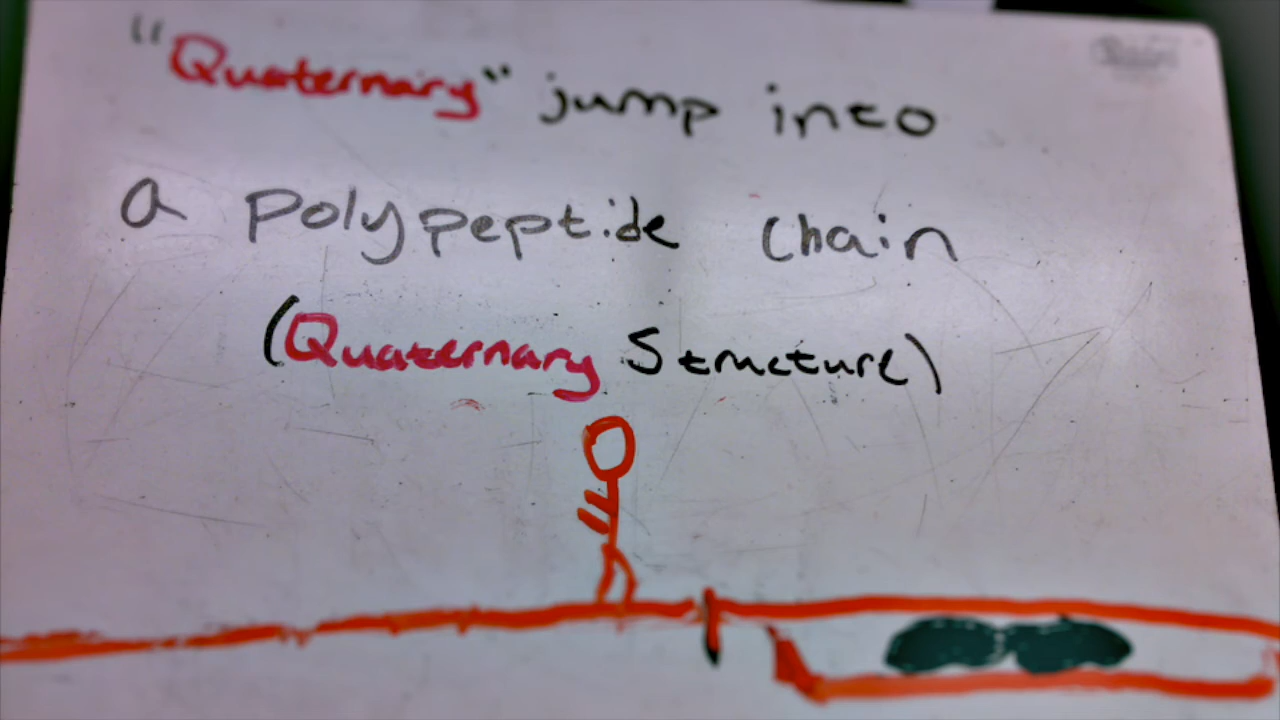 "Quaternary" jump into
a polypeptide chain
(Quaternary Structure)